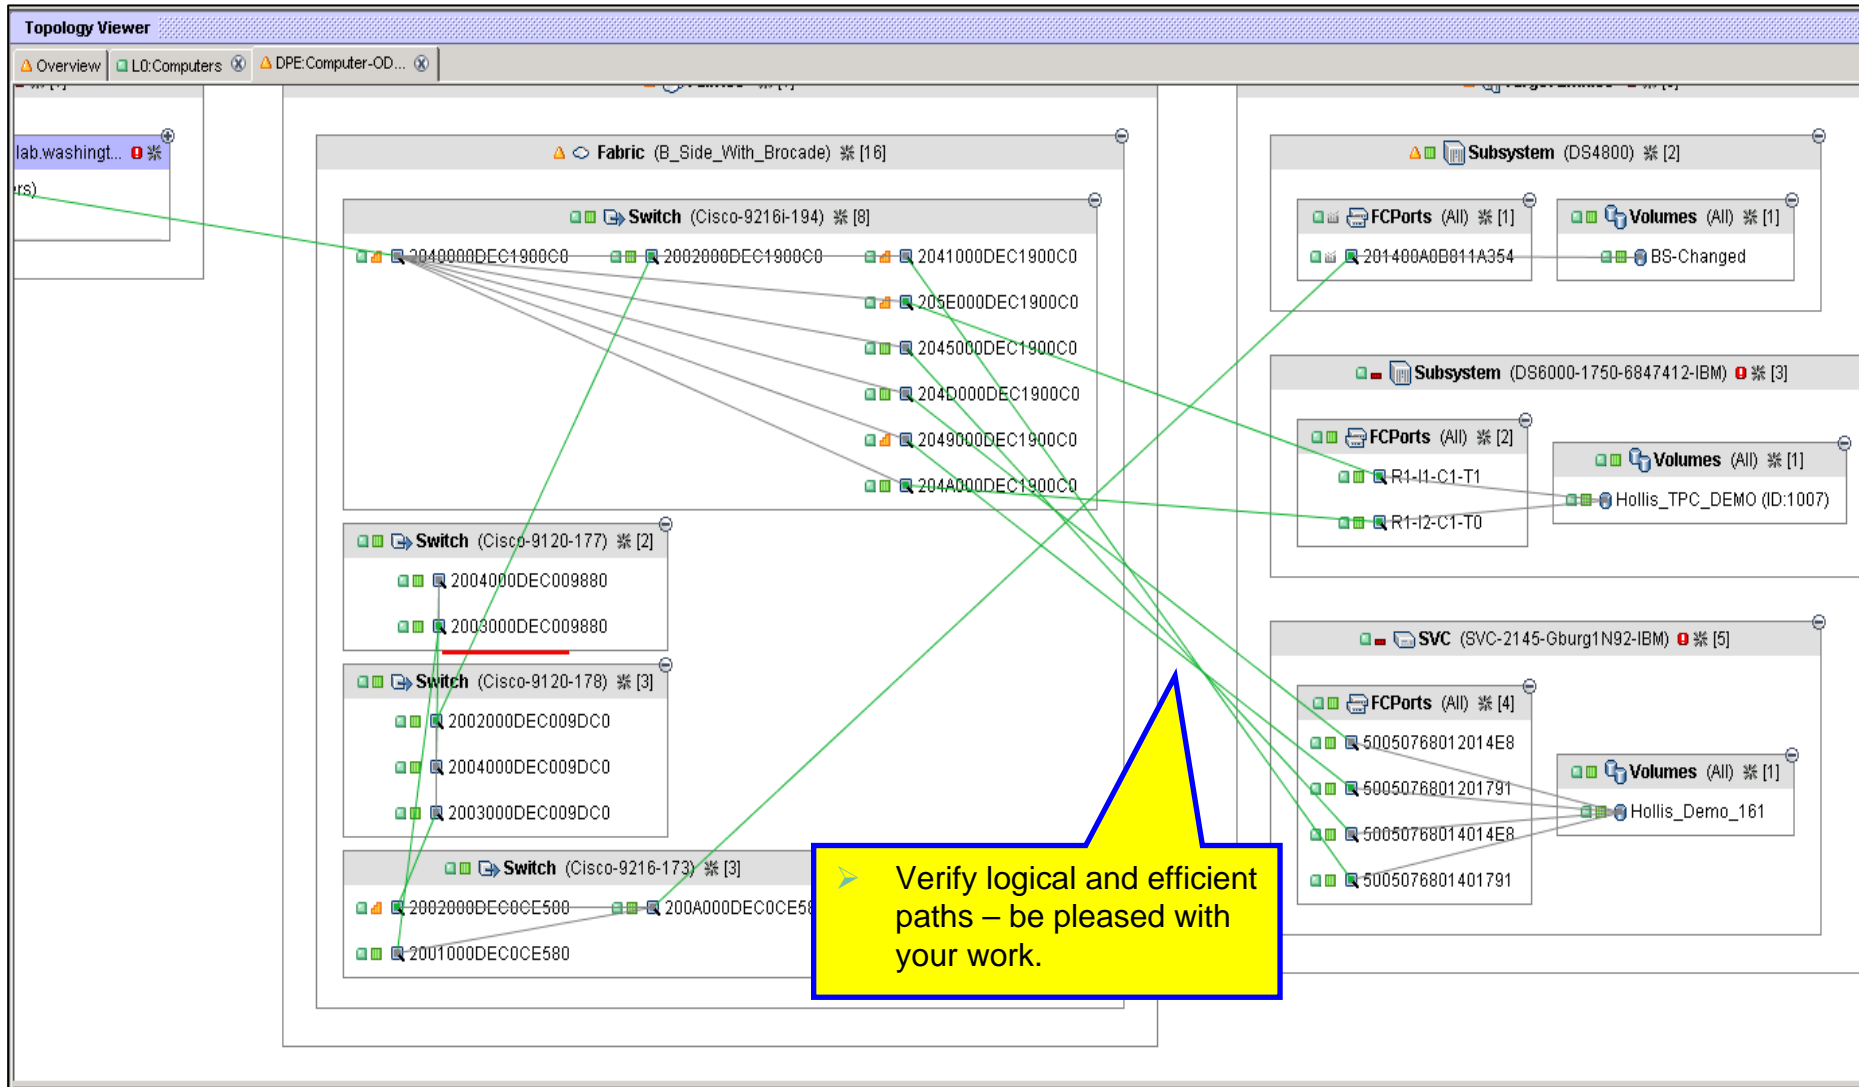 Topology Viewer
Overview
L0:Computers
DPE:Computer-OD...
lab.washingt...
ers)
Fabric (B_Side_With_Brocade) [16]
Switch (Cisco-9216i-194) [8]
2040000DEC1900C0
2002000DEC1900C0
2041000DEC1900C0
205E000DEC1900C0
2045000DEC1900C0
204D000DEC1900C0
2049000DEC1900C0
204A000DEC1900C0
Switch (Cisco-9120-177) [2]
2004000DEC009880
2003000DEC009880
Switch (Cisco-9120-178) [3]
2002000DEC009DC0
2004000DEC009DC0
2003000DEC009DC0
Switch (Cisco-9216-173) [3]
2002000DEC0CE580
200A000DEC0CE58
2001000DEC0CE580
Subsystem (DS4800) [2]
FCPorts (All) [1]
201400A0B811A354
Volumes (All) [1]
BS-Changed
Subsystem (DS6000-1750-6847412-IBM) [3]
FCPorts (All) [2]
R1-I1-C1-T1
R1-I2-C1-T0
Volumes (All) [1]
Hollis_TPC_DEMO (ID:1007)
SVC (SVC-2145-Gburg1N92-IBM) [5]
FCPorts (All) [4]
50050768012014E8
5005076801201791
50050768014014E8
5005076801401791
Volumes (All) [1]
Hollis_Demo_161
Verify logical and efficient
paths – be pleased with
your work.